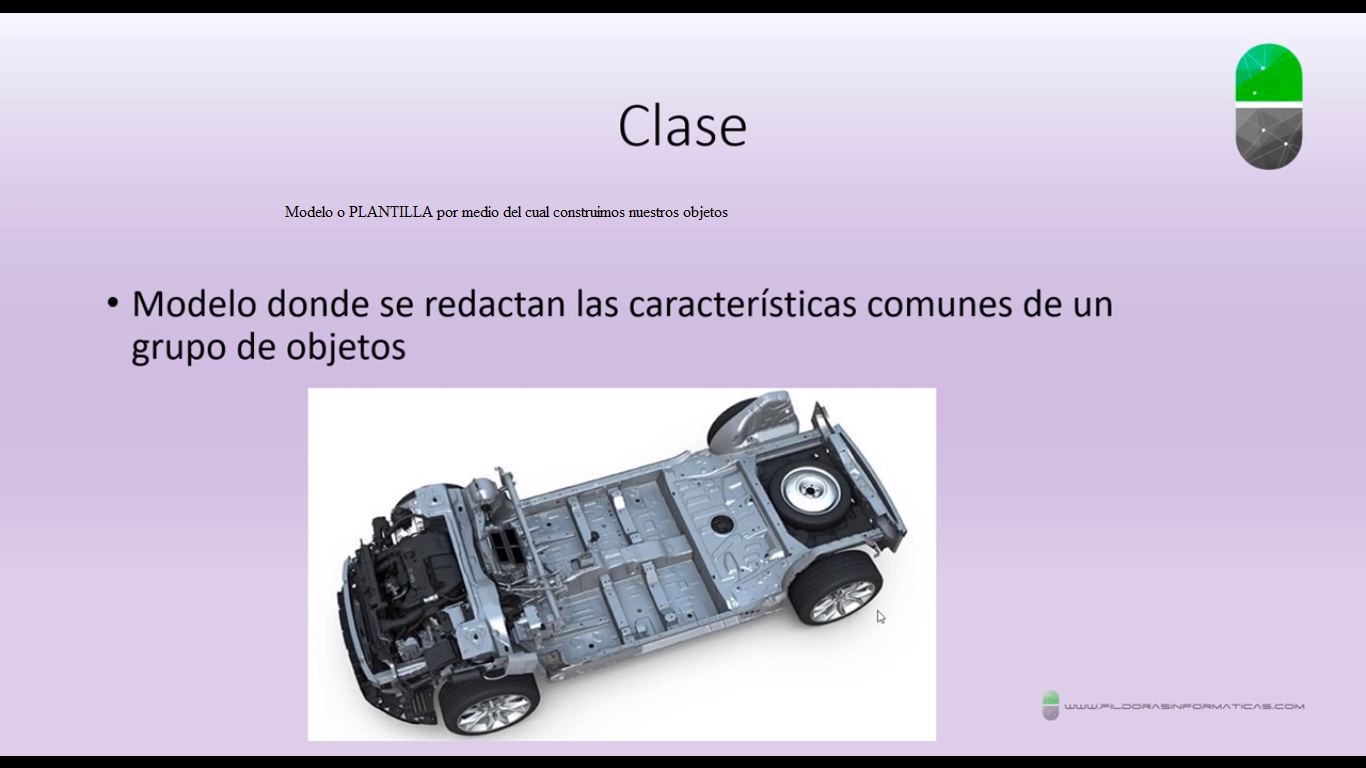 Clase
Modelo o PLANTILLA por medio del cual construimos nuestros objetos
• Modelo donde se redactan las características comunes de un
grupo de objetos
WWW.PILDORASINFORMATICAS.COM